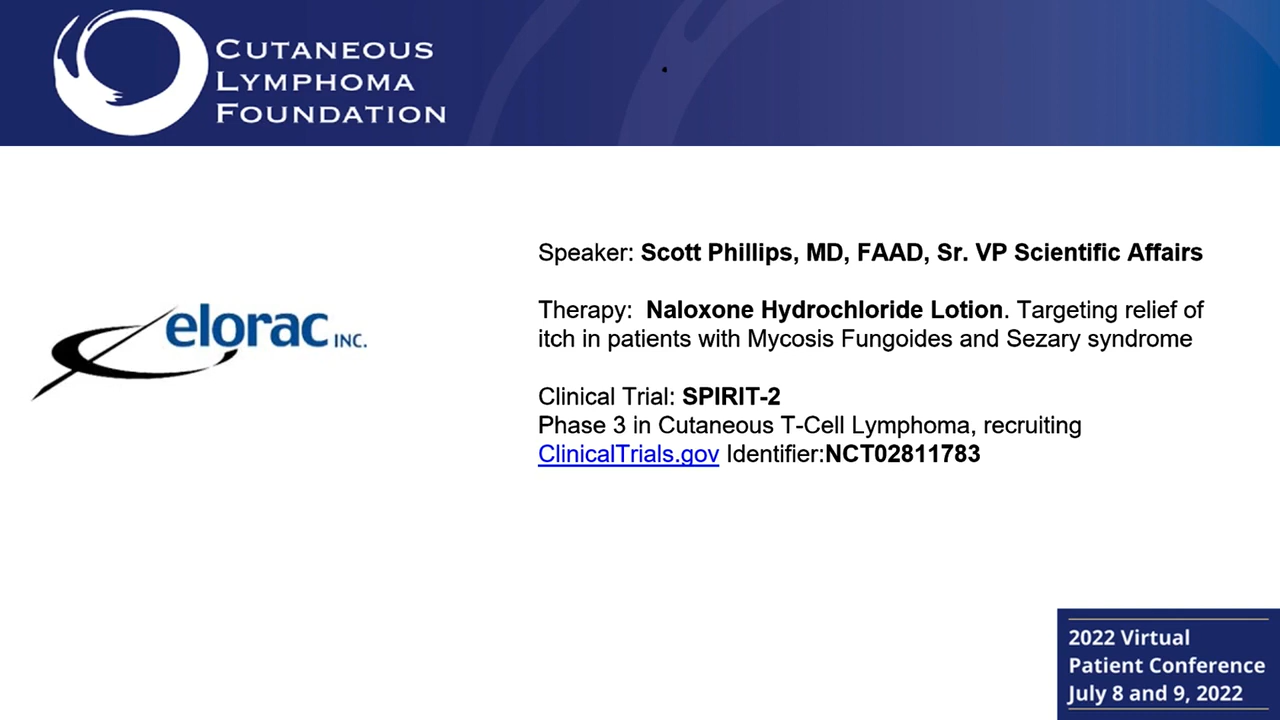 CUTANEOUS
LYMPHOMA
FOUNDATION
elorac INC.
Speaker: Scott Phillips, MD, FAAD, Sr. VP Scientific Affairs
Therapy: Naloxone Hydrochloride Lotion. Targeting relief of
itch in patients with Mycosis Fungoides and Sezary syndrome
Clinical Trial: SPIRIT-2
Phase 3 in Cutaneous T-Cell Lymphoma, recruiting
ClinicalTrials.gov Identifier:NCT02811783
2022 Virtual
Patient Conference
July 8 and 9, 2022